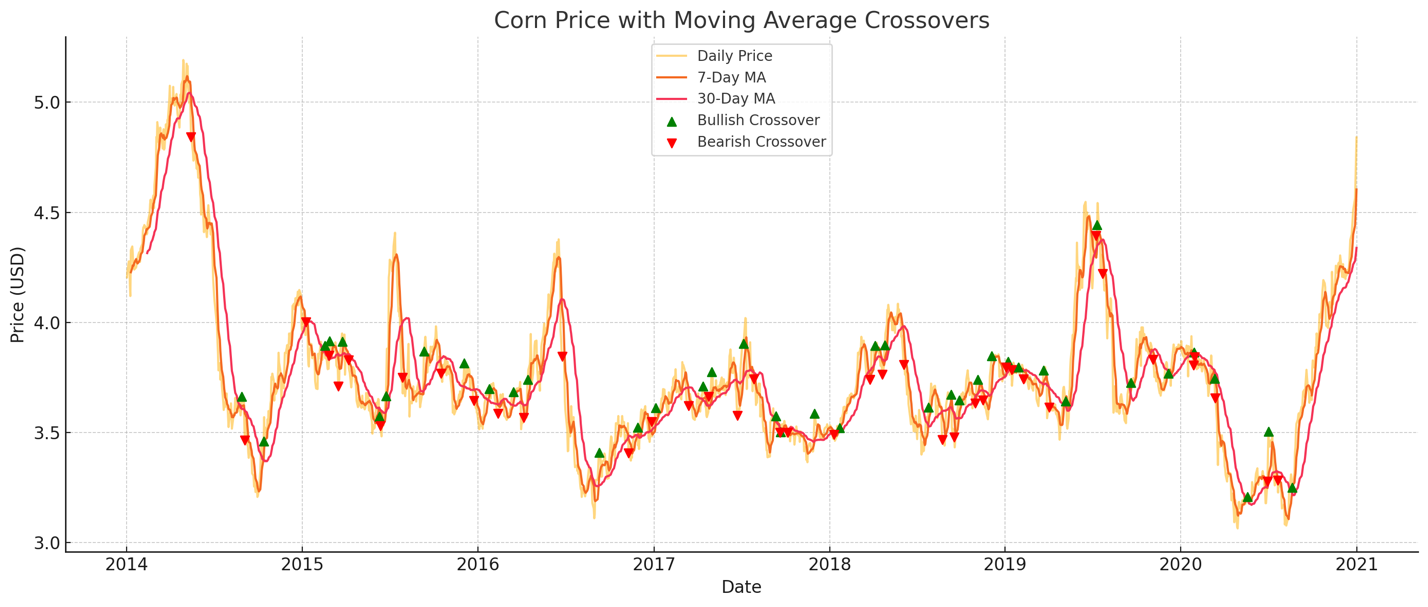 Corn Price with Moving Average Crossovers
Daily Price
7-Day MA
30-Day MA
Bullish Crossover
Bearish Crossover
Price (USD)
5.0
4.5
4.0
3.5
3.0
2014 2015 2016 2017 2018 2019 2020 2021
Date